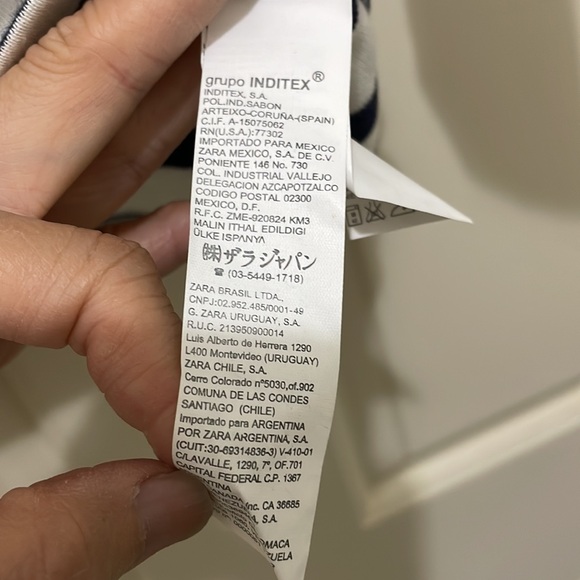 grupo INDITEX®
INDITEX, S.A.
POL.IND.SABON
ARTEIXO-CORUÑA-(SPAIN)
C.I.F. A-15075062
RN(U.S.A.):77302
IMPORTADO PARA MEXICO
ZARA MEXICO, S.A. DE C.V.
PONIENTE 146 No. 730
COL. INDUSTRIAL VALLEJO
DELEGACION AZCAPOTZALCO
CODIGO POSTAL 02300
MEXICO, D.F.
R.F.C. ZME-920824 KM3
MALIN ITHAL EDILDIGI
ÜLKE ISPANYA
㈱ザラジャパン
☎ (03-5449-1718)
ZARA BRASIL LTDA.,
CNPJ:02.952.485/0001-49
G. ZARA URUGUAY, S.A.
R.U.C. 213950900014
Luis Alberto de Herrera 1290
L400 Montevideo (URUGUAY)
ZARA CHILE, S.A.
Cerro Colorado nº5030,of.902
COMUNA DE LAS CONDES
SANTIAGO (CHILE)
Importado para ARGENTINA
POR ZARA ARGENTINA, S.A.
(CUIT:30-69314836-3) V-410-01
C/LAVALLE, 1290, 7º, OF.701
CAPITAL FEDERAL C.P. 1367
Inc. CA 36685
S.A.